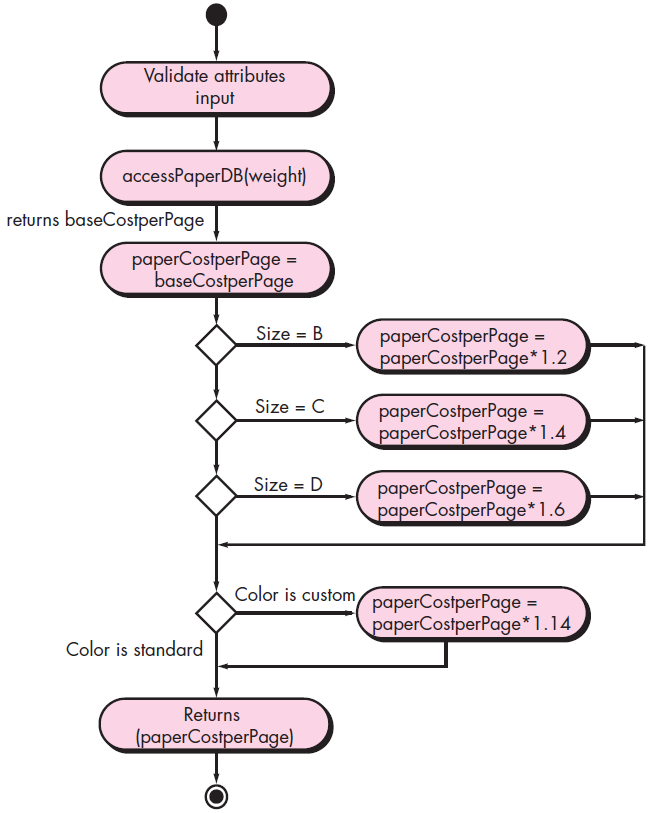 Validate attributes
input
accessPaperDB(weight)
returns baseCostperPage
paperCostperPage =
baseCostperPage
Size = B
paperCostperPage =
paperCostperPage*1.2
Size = C
paperCostperPage =
paperCostperPage*1.4
Size = D
paperCostperPage =
paperCostperPage*1.6
Color is custom
paperCostperPage =
paperCostperPage*1.14
Color is standard
Returns
(paperCostperPage)